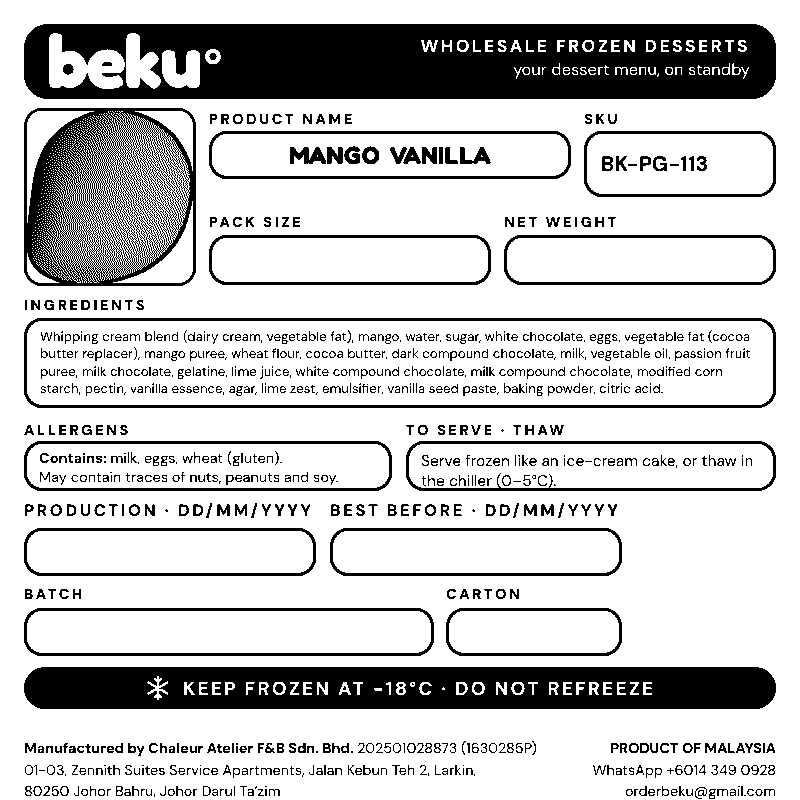 beku°
WHOLESALE FROZEN DESSERTS
your dessert menu, on standby
PRODUCT NAME
MANGO VANILLA
SKU
BK-PG-113
PACK SIZE
NET WEIGHT
INGREDIENTS
Whipping cream blend (dairy cream, vegetable fat), mango, water, sugar, white chocolate, eggs, vegetable fat (cocoa
butter replacer), mango puree, wheat flour, cocoa butter, dark compound chocolate, milk, vegetable oil, passion fruit
puree, milk chocolate, gelatine, lime juice, white compound chocolate, milk compound chocolate, modified corn
starch, pectin, vanilla essence, agar, lime zest, emulsifier, vanilla seed paste, baking powder, citric acid.
ALLERGENS
Contains: milk, eggs, wheat (gluten).
May contain traces of nuts, peanuts and soy.
TO SERVE · THAW
Serve frozen like an ice-cream cake, or thaw in
the chiller (0–5°C).
PRODUCTION · DD/MM/YYYY
BEST BEFORE · DD/MM/YYYY
BATCH
CARTON
KEEP FROZEN AT -18°C · DO NOT REFREEZE
Manufactured by Chaleur Atelier F&B Sdn. Bhd. 202501028873 (1630286P)
01-03, Zennith Suites Service Apartments, Jalan Kebun Teh 2, Larkin,
80250 Johor Bahru, Johor Darul Ta'zim
PRODUCT OF MALAYSIA
WhatsApp +6014 349 0928
orderbeku@gmail.com